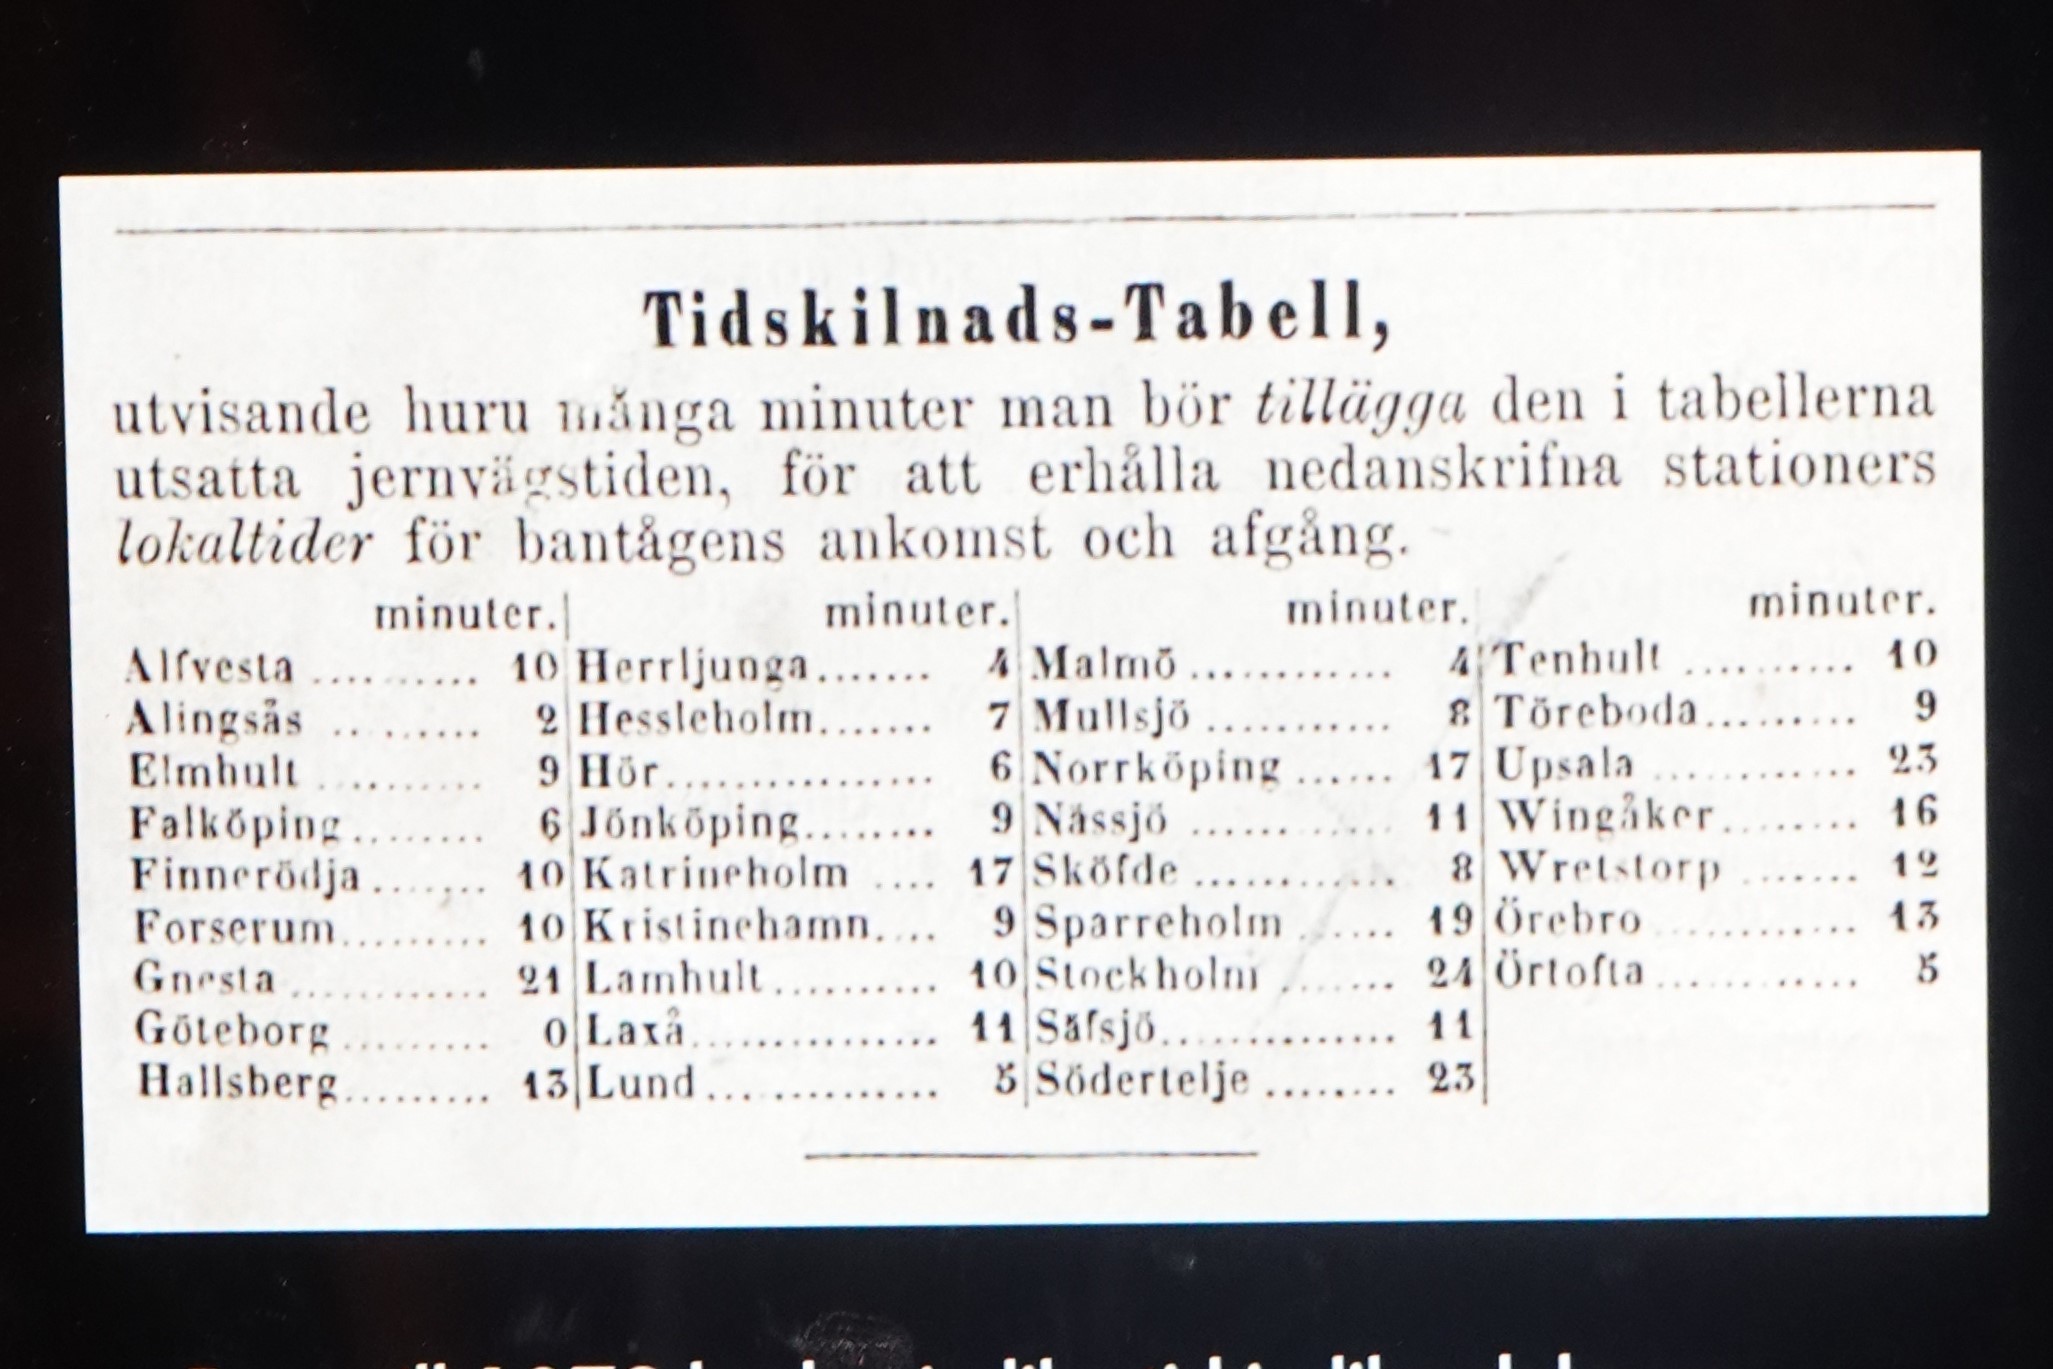 Tidskilnads-Tabell,
utvisande huru många minuter man bör tillägga den i tabellerna
utsatta jernvägstiden, för att erhålla nedanskrifna stationers
lokaltider för bantågens ankomst och afgång.
minuter.
Alfvesta .......... 10
Alingsås .. ....... 2
Elmhult .......... 9
Falköping........ 6
Finnerödja....... 10
Forserum......... 10
Gnesta ............ 21
Göteborg ......... 0
Hallsberg......... 13
minuter.
Herrljunga....... 4
Hessleholm....... 7
Hör................ 6
Jönköping........ 9
Katrineholm .... 17
Kristinehamn.... 9
Lamhult.......... 10
Laxå............... 11
Lund .............. 5
minuter.
Malmö ............ 4
Mullsjö ........... 8
Norrköping ...... 17
Nässjö ............ 11
Sköfde ............ 8
Sparreholm ...... 19
Stockholm ....... 24
Säfsjö.............. 11
Södertelje ........ 23
minuter.
Tenhult .......... 10
Töreboda......... 9
Upsala ............ 23
Wingåker........ 16
Wretstorp ....... 12
Örebro ............ 13
Örtofta............ 5